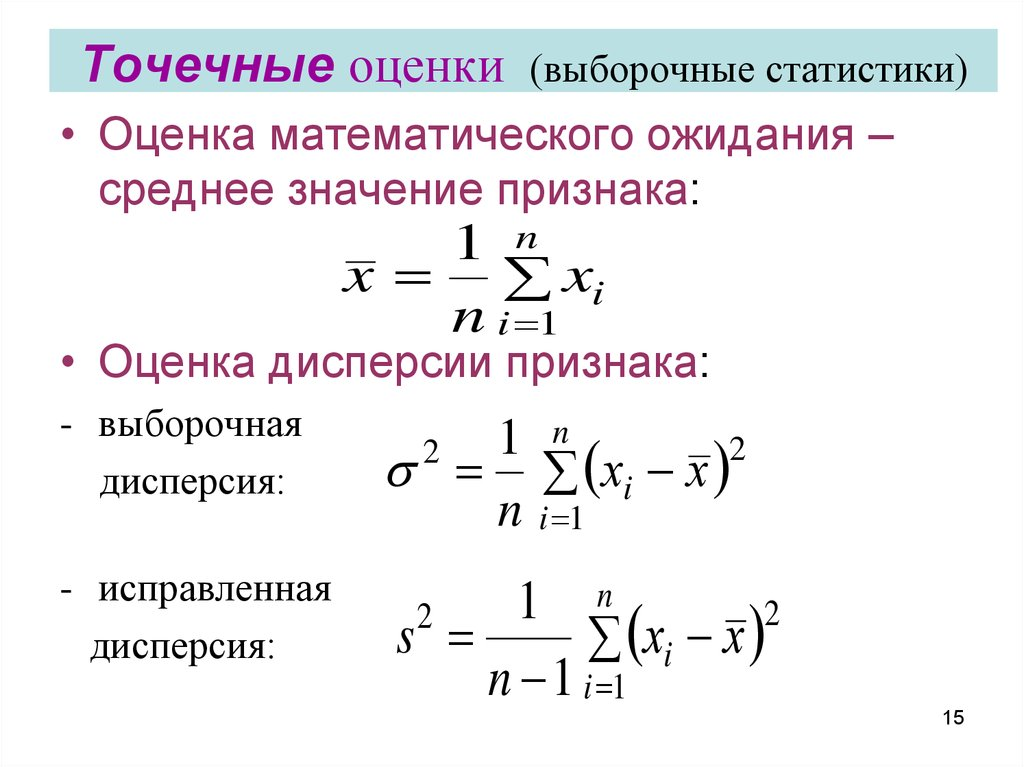 Точечные оценки (выборочные статистики)
• Оценка математического ожидания –
среднее значение признака:
x̄ = 1/n ∑_{i=1}^{n} x_i
• Оценка дисперсии признака:
- выборочная
дисперсия:
σ² = 1/n ∑_{i=1}^{n} (x_i − x̄)²
- исправленная
дисперсия:
s² = 1/(n − 1) ∑_{i=1}^{n} (x_i − x̄)²
15